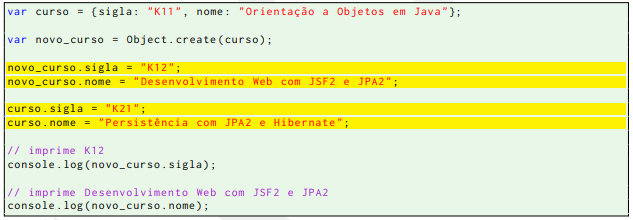 var curso = {sigla: "K11", nome: "Orientação a Objetos em Java"};
var novo_curso = Object.create(curso);
novo_curso.sigla = "K12";
novo_curso.nome = "Desenvolvimento Web com JSF2 e JPA2";
curso.sigla = "K21";
curso.nome = "Persistência com JPA2 e Hibernate";
// imprime K12
console.log(novo_curso.sigla);
// imprime Desenvolvimento Web com JSF2 e JPA2
console.log(novo_curso.nome);